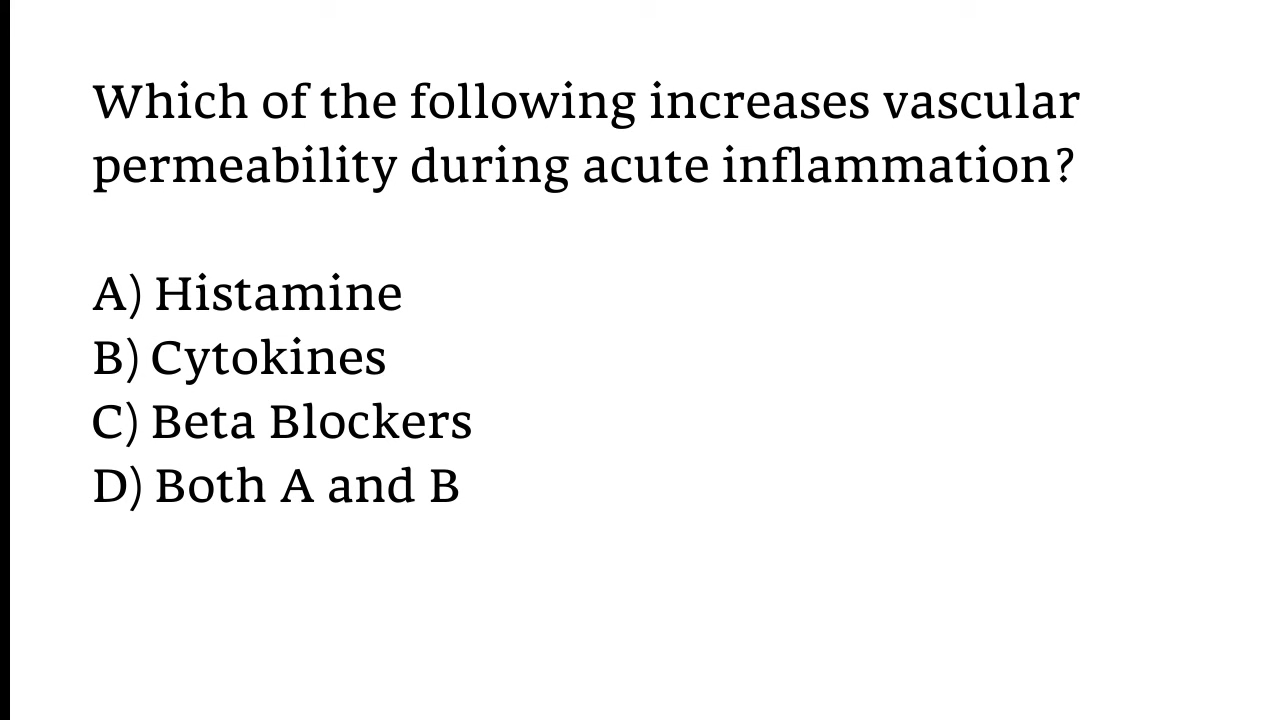 Which of the following increases vascular
permeability during acute inflammation?
A) Histamine
B) Cytokines
C) Beta Blockers
D) Both A and B